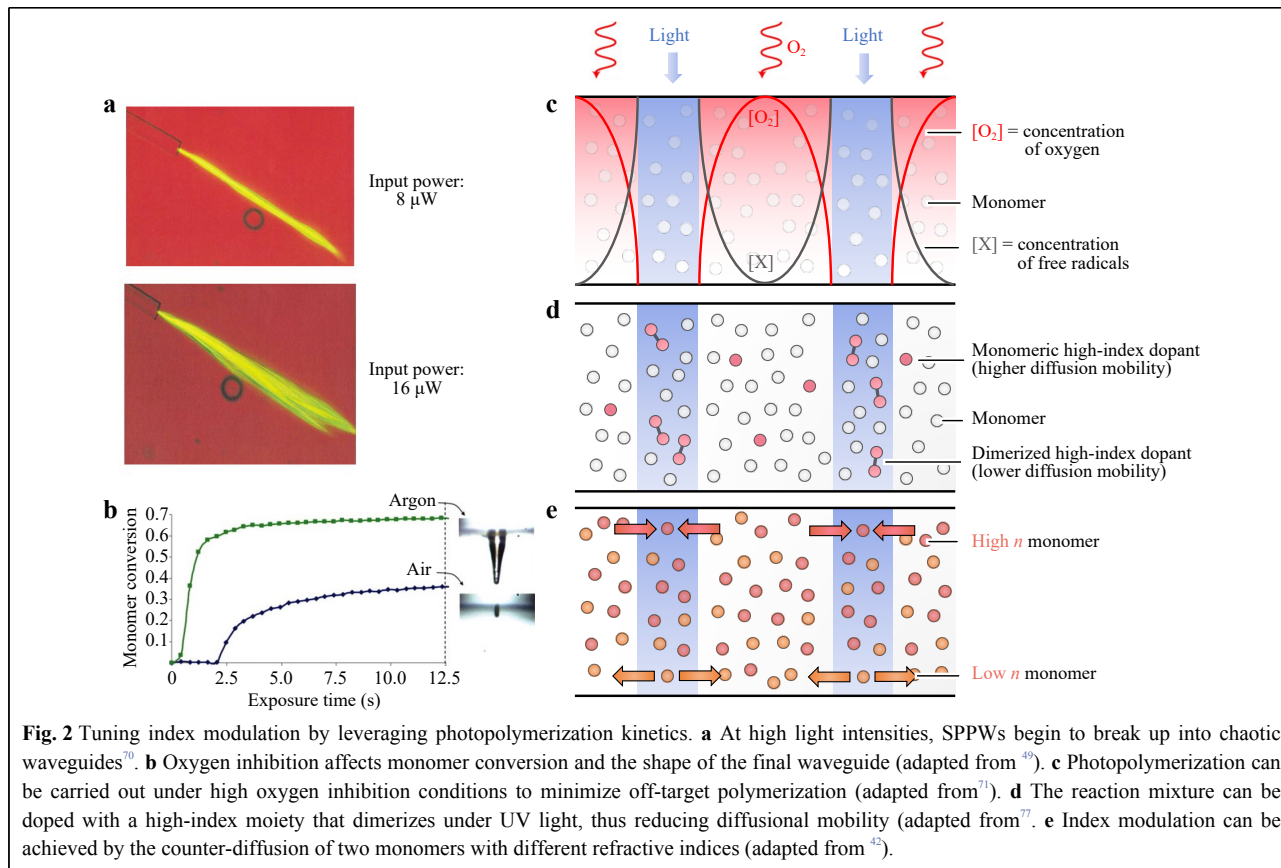 a
Input power:
8 μW
Input power:
16 μW
b
Monomer conversion
0.7
0.6
0.5
0.4
0.3
0.2
0.1
0
2.5
5.0
7.5
10.0
12.5
Exposure time (s)
Argon
Air
Light
O₂
Light
c
[O₂]
[X]
[O₂] = concentration
of oxygen
Monomer
[X] = concentration
of free radicals
d
Monomeric high-index dopant
(higher diffusion mobility)
Monomer
Dimerized high-index dopant
(lower diffusion mobility)
e
High n monomer
Low n monomer
Fig. 2 Tuning index modulation by leveraging photopolymerization kinetics. a At high light intensities, SPPWs begin to break up into chaotic
waveguides⁷⁰. b Oxygen inhibition affects monomer conversion and the shape of the final waveguide (adapted from ⁴⁹). c Photopolymerization can
be carried out under high oxygen inhibition conditions to minimize off-target polymerization (adapted from⁷¹). d The reaction mixture can be
doped with a high-index moiety that dimerizes under UV light, thus reducing diffusional mobility (adapted from⁷⁷. e Index modulation can be
achieved by the counter-diffusion of two monomers with different refractive indices (adapted from ⁴²).